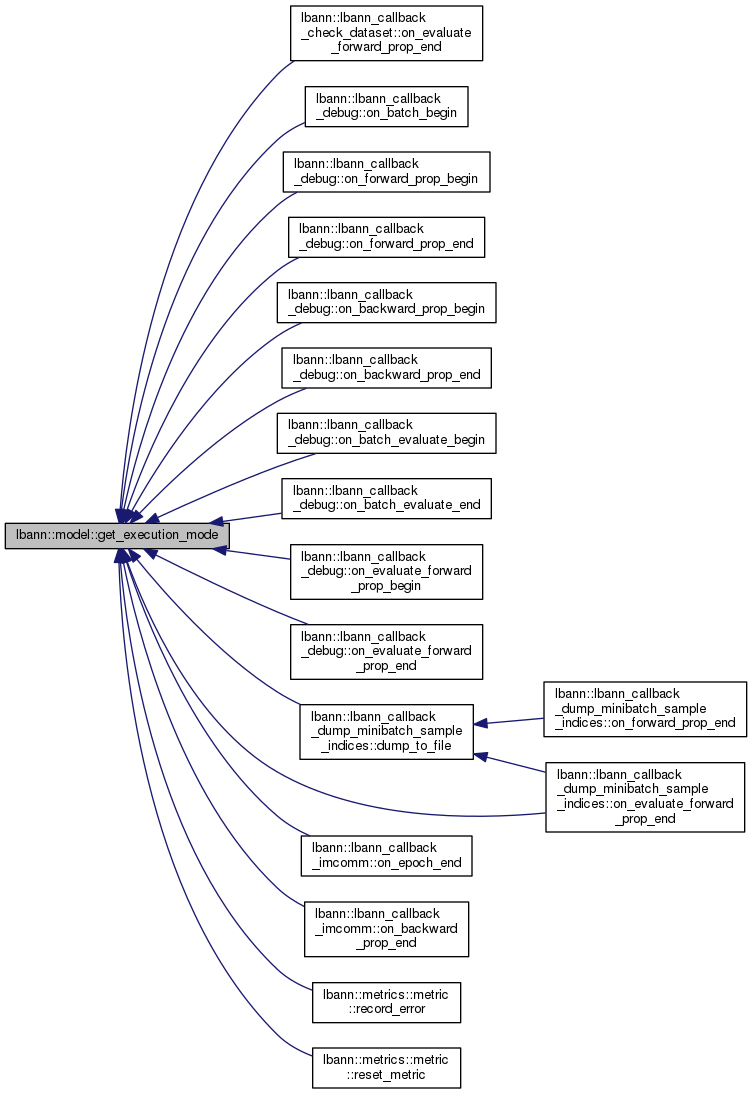 lbann::lbann_callback
_check_dataset::on_evaluate
_forward_prop_end
lbann::lbann_callback
_debug::on_batch_begin
lbann::lbann_callback
_debug::on_forward_prop_begin
lbann::lbann_callback
_debug::on_forward_prop_end
lbann::lbann_callback
_debug::on_backward_prop_begin
lbann::lbann_callback
_debug::on_backward_prop_end
lbann::lbann_callback
_debug::on_batch_evaluate_begin
lbann::lbann_callback
_debug::on_batch_evaluate_end
lbann::model::get_execution_mode
lbann::lbann_callback
_debug::on_evaluate_forward
_prop_begin
lbann::lbann_callback
_debug::on_evaluate_forward
_prop_end
lbann::lbann_callback
_dump_minibatch_sample
_indices::dump_to_file
lbann::lbann_callback
_dump_minibatch_sample
_indices::on_forward_prop_end
lbann::lbann_callback
_dump_minibatch_sample
_indices::on_evaluate_forward
_prop_end
lbann::lbann_callback
_imcomm::on_epoch_end
lbann::lbann_callback
_imcomm::on_backward
_prop_end
lbann::metrics::metric
::record_error
lbann::metrics::metric
::reset_metric